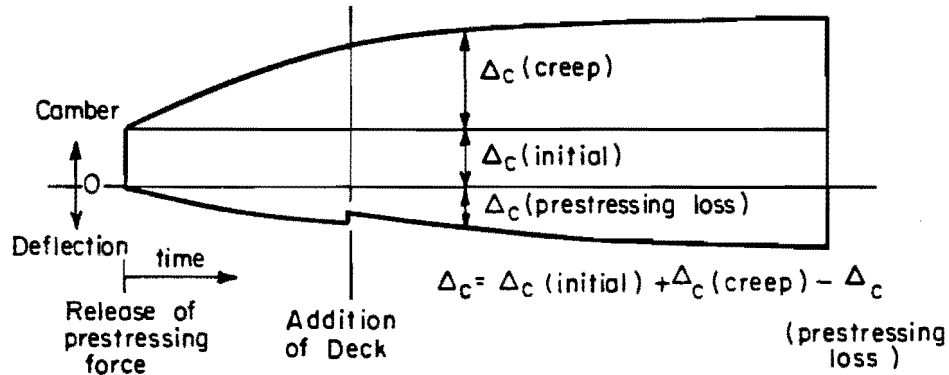 Δc (creep)
Camber
Δc (initial)
0
Δc (prestressing loss)
Deflection
time
Δc = Δc (initial) + Δc (creep) - Δc
(prestressing
loss)
Release of
prestressing
force
Addition
of Deck